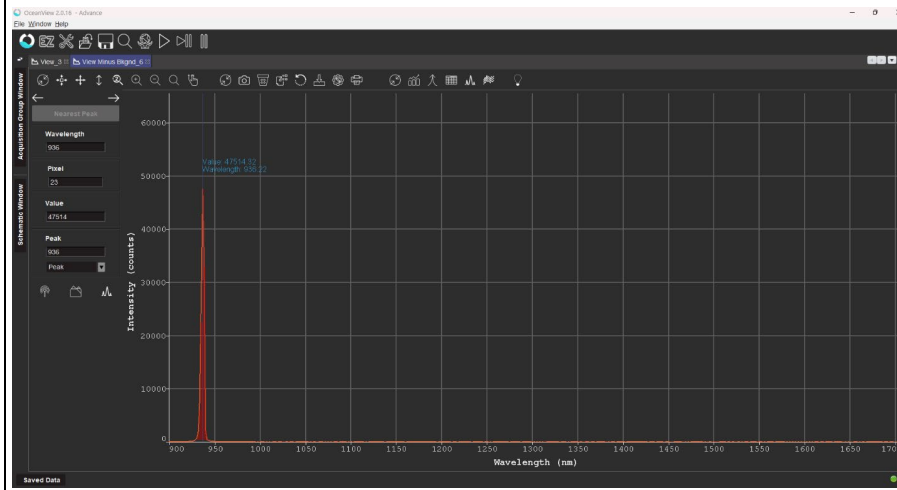 OceanView 2.0.16 - Advance
File Window Help
EZ
View_3
View Minus Bkgnd_6
Acquisition Group Window
Schematic Window
Nearest Peak
Wavelength
936
Pixel
23
Value
47514
Peak
936
Peak
Value: 47514.32
Wavelength: 936.22
Intensity (counts)
60000
50000
40000
30000
20000
10000
0
900 950 1000 1050 1100 1150 1200 1250 1300 1350 1400 1450 1500 1550 1600 1650 170
Wavelength (nm)
Saved Data